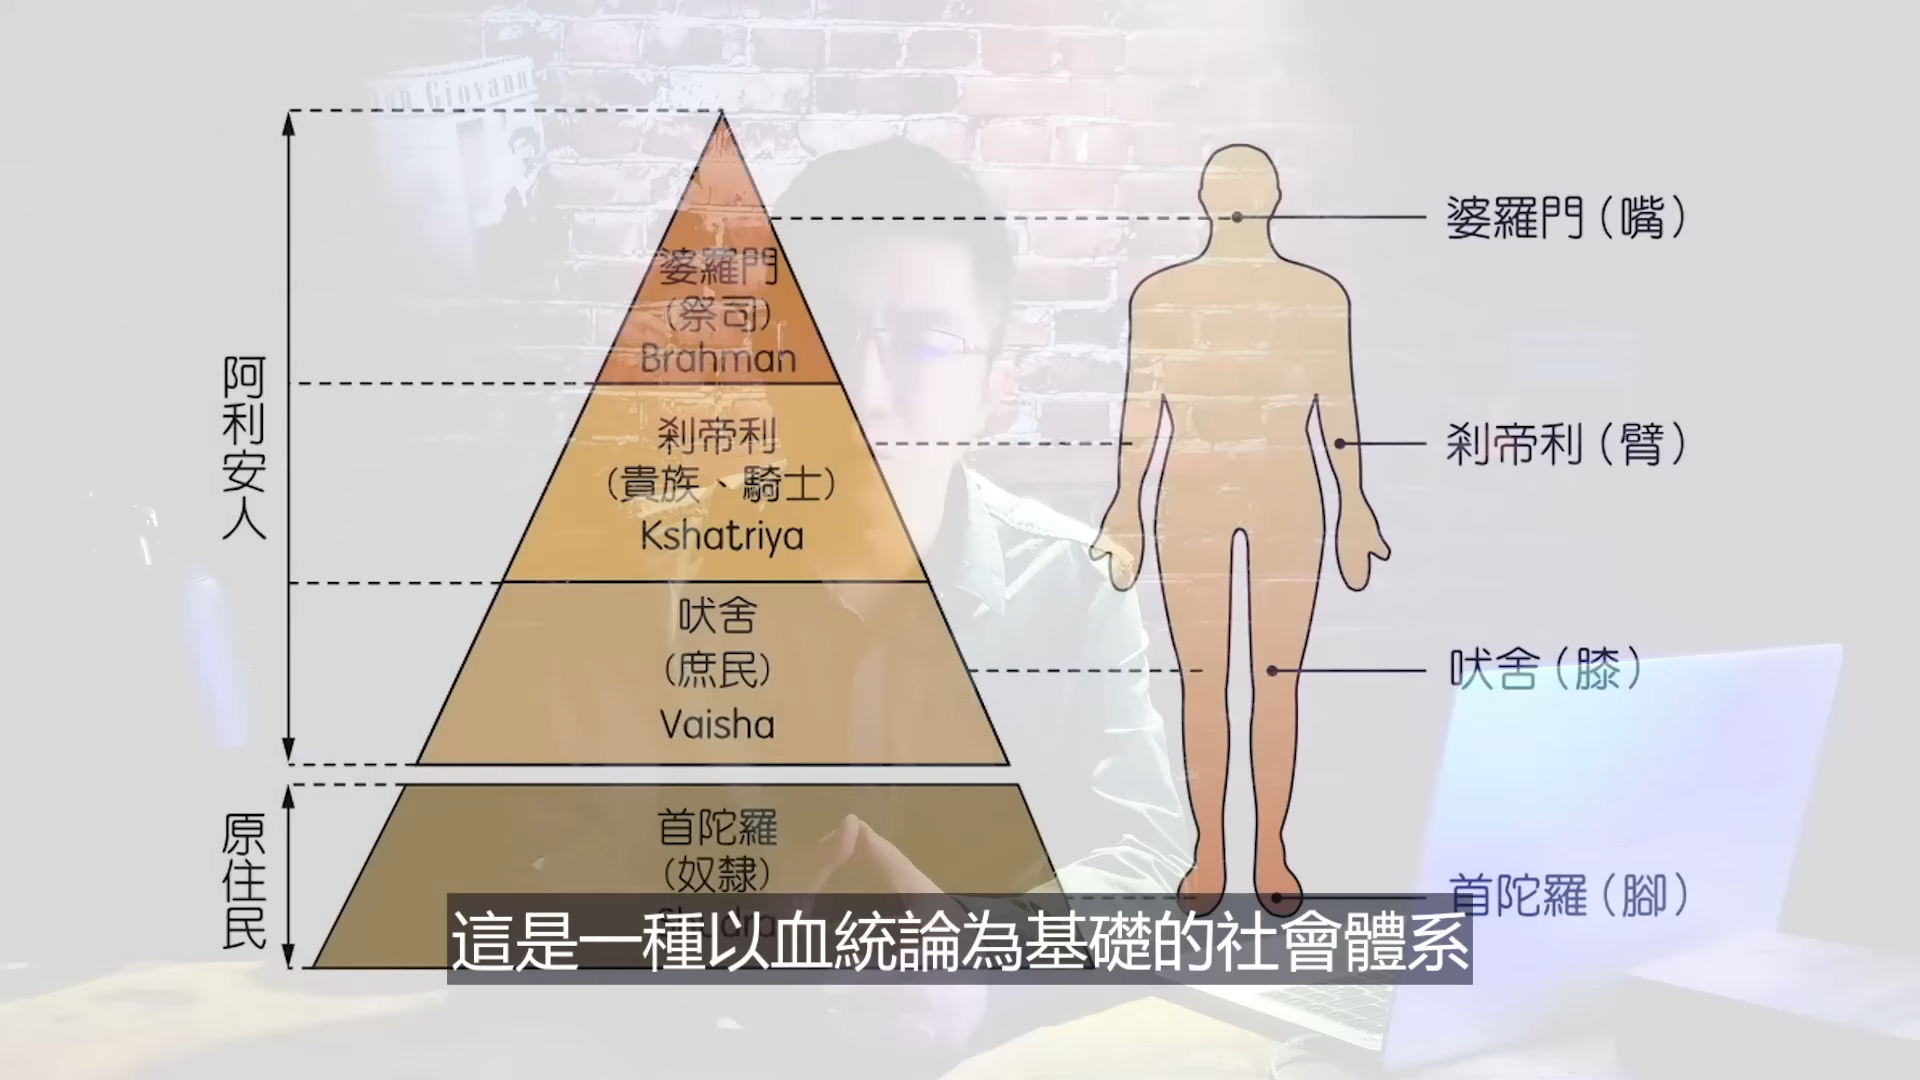 nn Giovann
婆羅門
(祭司)
Brahman
剎帝利
(貴族、騎士)
Kshatriya
吠舍
(庶民)
Vaisha
首陀羅
(奴隸)
Shudra
阿利安人
原住民
婆羅門(嘴)
剎帝利(臂)
吠舍(膝)
首陀羅(腳)
這是一種以血統論為基礎的社會體系